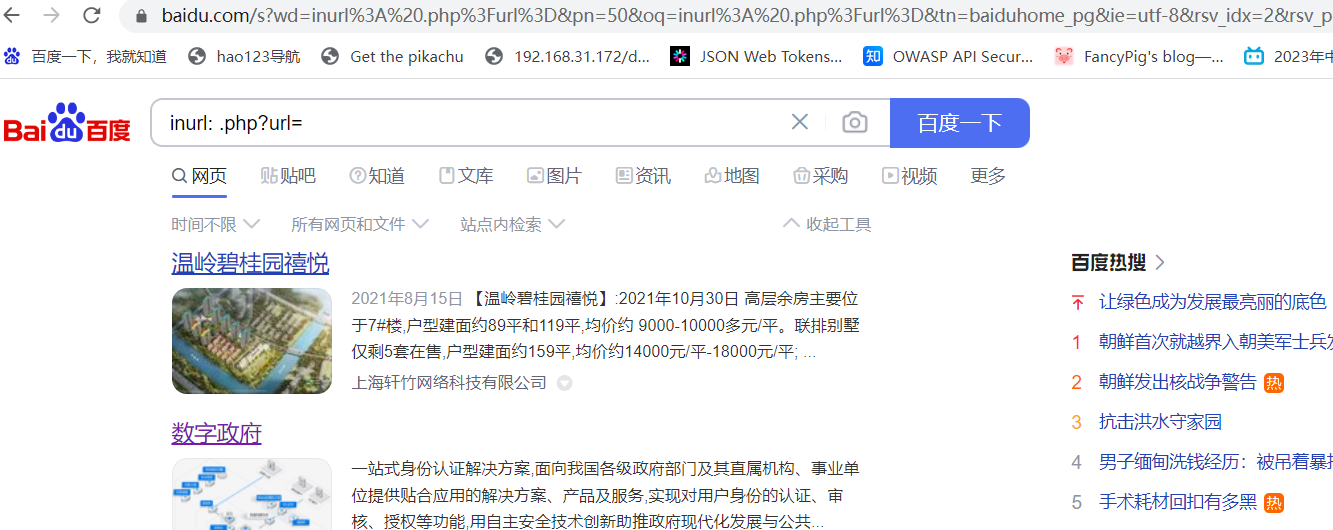 baidu.com/s?wd=inurl%3A%20.php%3Furl%3D&pn=50&oq=inurl%3A%20.php%3Furl%3D&tn=baiduhome_pg&ie=utf-8&rsv_idx=2&rsv_p
百度一下，我就知道 hao123导航 Get the pikachu 192.168.31.172/d... JSON Web Tokens... 知 OWASP API Secur... FancyPig's blog—... 2023年中
Bai du 百度 inurl: .php?url= 百度一下
网页 贴吧 知道 文库 图片 资讯 地图 采购 视频 更多
时间不限 所有网页和文件 站点内检索 收起工具
温岭碧桂园禧悦
2021年8月15日 【温岭碧桂园禧悦】:2021年10月30日 高层余房主要位
于7#楼,户型建面约89平和119平,均价约 9000-10000多元/平。联排别墅
仅剩5套在售,户型建面约159平,均价约14000元/平-18000元/平; ...
上海轩竹网络科技有限公司
数字政府
一站式身份认证解决方案,面向我国各级政府部门及其直属机构、事业单
位提供贴合应用的解决方案、产品及服务,实现对用户身份的认证、审
核、授权等功能,用自主安全技术创新助推政府现代化发展与公共...
百度热搜
让绿色成为发展最亮丽的底色
1 朝鲜首次就越界入朝美军士兵发
2 朝鲜发出核战争警告 热
3 抗击洪水守家园
4 男子缅甸洗钱经历：被吊着暴打
5 手术耗材回扣有多黑 热